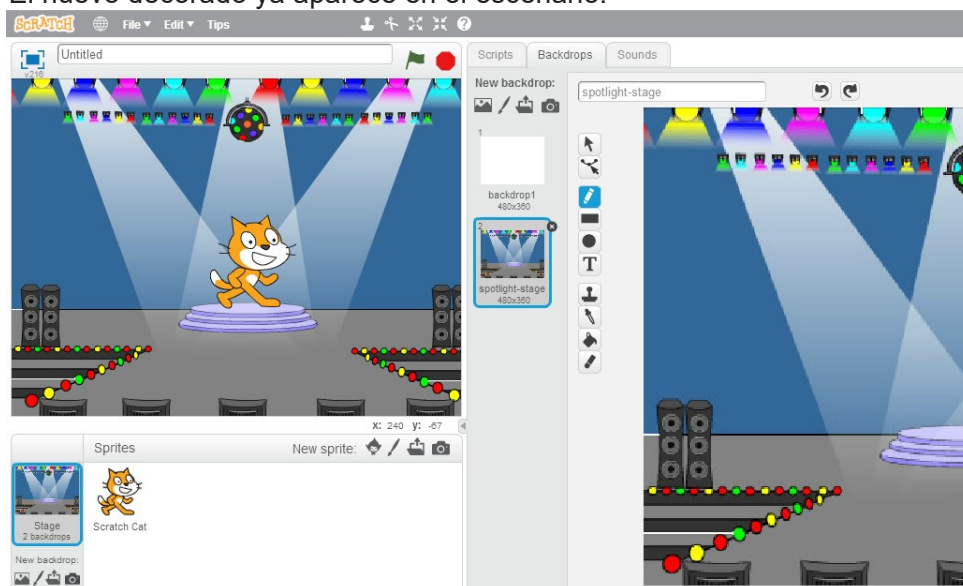 El nuevo decorado ya aparece en el escenario.
SCRATCH File Edit Tips
v216
Untitled
Scripts Backdrops Sounds
New backdrop:
spotlight-stage
1
backdrop1
480x360
2
spotlight-stage
480x360
T
x: 240 y: -67
Sprites New sprite:
Stage
2 backdrops
Scratch Cat
New backdrop: